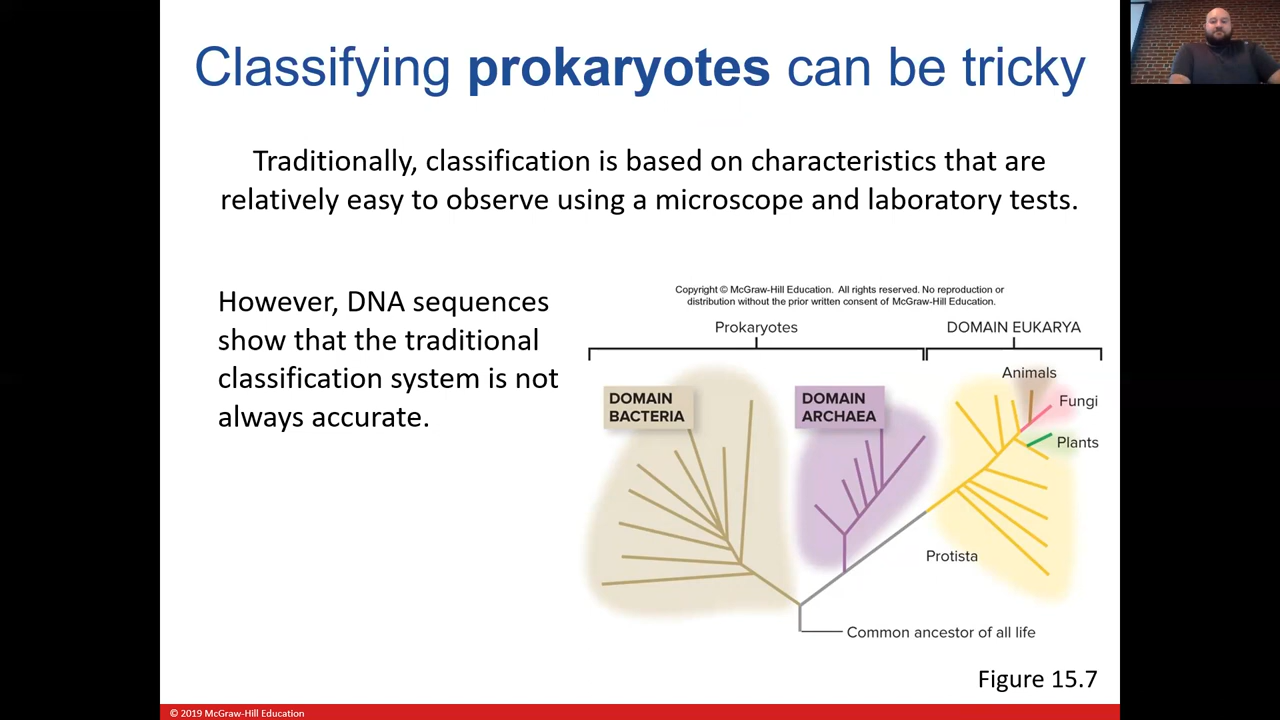 Classifying prokaryotes can be tricky
Traditionally, classification is based on characteristics that are
relatively easy to observe using a microscope and laboratory tests.
However, DNA sequences
show that the traditional
classification system is not
always accurate.
Copyright © McGraw-Hill Education. All rights reserved. No reproduction or
distribution without the prior written consent of McGraw-Hill Education.
Prokaryotes
DOMAIN EUKARYA
Animals
DOMAIN
BACTERIA
DOMAIN
ARCHAEA
Fungi
Plants
Protista
Common ancestor of all life
Figure 15.7
© 2019 McGraw-Hill Education